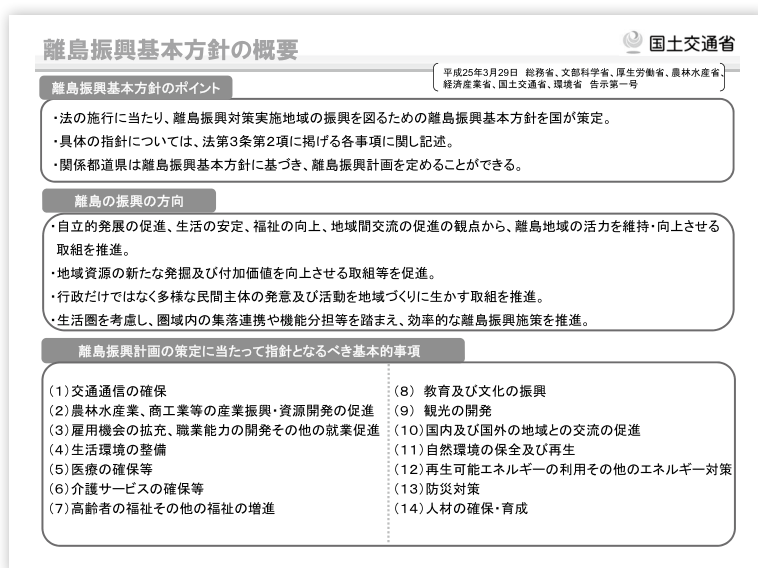 離島振興基本方針の概要
国土交通省
平成25年3月29日 総務省、文部科学省、厚生労働省、農林水産省、
経済産業省、国土交通省、環境省 告示第一号
離島振興基本方針のポイント
・法の施行に当たり、離島振興対策実施地域の振興を図るための離島振興基本方針を国が策定。
・具体の指針については、法第3条第2項に掲げる各事項に関し記述。
・関係都道県は離島振興基本方針に基づき、離島振興計画を定めることができる。
離島の振興の方向
・自立的発展の促進、生活の安定、福祉の向上、地域間交流の促進の観点から、離島地域の活力を維持・向上させる
取組を推進。
・地域資源の新たな発掘及び付加価値を向上させる取組等を促進。
・行政だけではなく多様な民間主体の発意及び活動を地域づくりに生かす取組を推進。
・生活圏を考慮し、圏域内の集落連携や機能分担等を踏まえ、効率的な離島振興施策を推進。
離島振興計画の策定に当たって指針となるべき基本的事項
(1)交通通信の確保
(2)農林水産業、商工業等の産業振興・資源開発の促進
(3)雇用機会の拡充、職業能力の開発その他の就業促進
(4)生活環境の整備
(5)医療の確保等
(6)介護サービスの確保等
(7)高齢者の福祉その他の福祉の増進
(8) 教育及び文化の振興
(9) 観光の開発
(10)国内及び国外の地域との交流の促進
(11)自然環境の保全及び再生
(12)再生可能エネルギーの利用その他のエネルギー対策
(13)防災対策
(14)人材の確保・育成